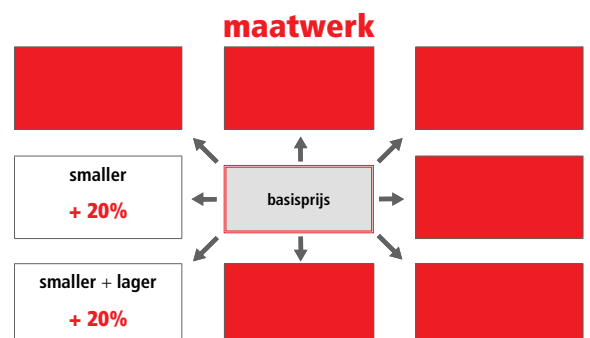 maatwerk
smaller
+ 20%
basisprijs
smaller + lager
+ 20%